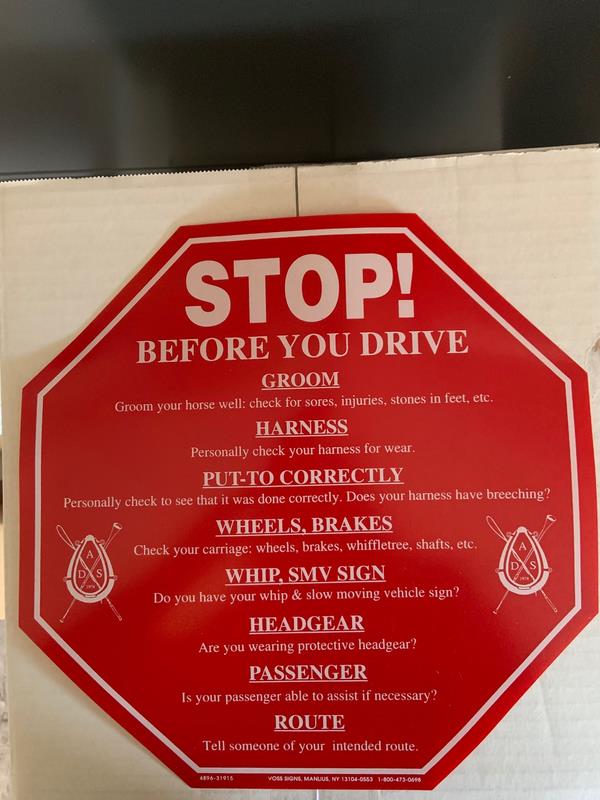 STOP!
BEFORE YOU DRIVE
GROOM
Groom your horse well: check for sores, injuries, stones in feet, etc.
HARNESS
Personally check your harness for wear.
PUT-TO CORRECTLY
Personally check to see that it was done correctly. Does your harness have breeching?
WHEELS, BRAKES
Check your carriage: wheels, brakes, whiffletree, shafts, etc.
A
D S
1974
A
D S
1974
WHIP, SMV SIGN
Do you have your whip & slow moving vehicle sign?
HEADGEAR
Are you wearing protective headgear?
PASSENGER
Is your passenger able to assist if necessary?
ROUTE
Tell someone of your intended route.
4896-31915 VOSS SIGNS, MANLIUS, NY 13104-0553 1-800-473-0698